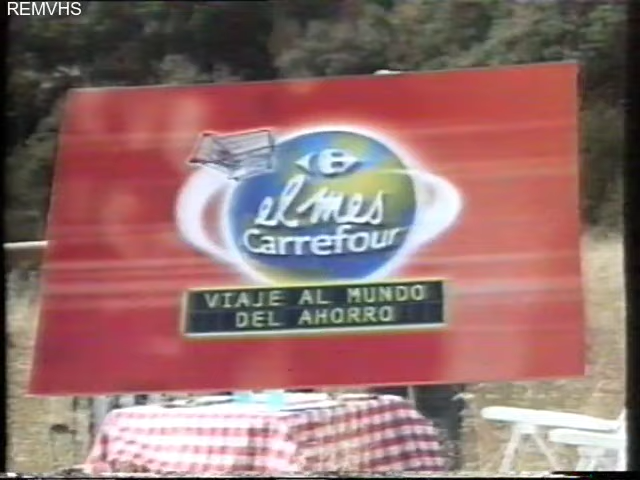 REMVHS
el mes
Carrefour
VIAJE AL MUNDO
DEL AHORRO